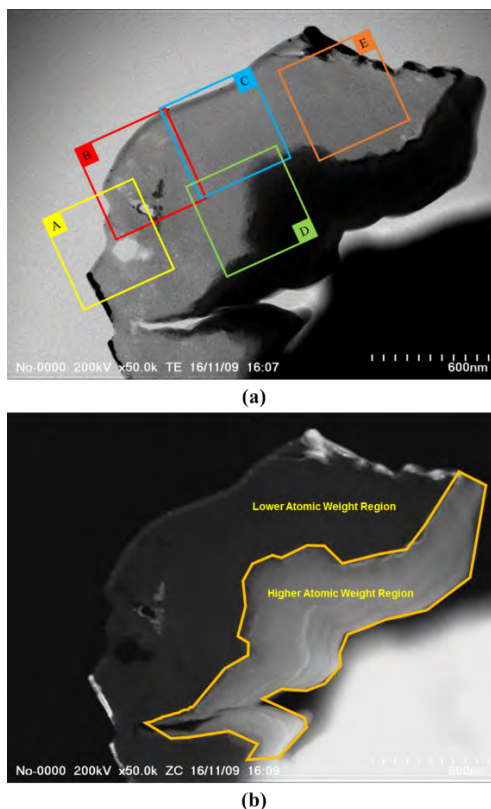 E
C
B
A
D
No-0000 200kV x50.0k TE 16/11/09 16:07
600nm
(a)
Lower Atomic Weight Region
Higher Atomic Weight Region
No-0000 200kV x50.0k ZC 16/11/09 16:09
600nm
(b)